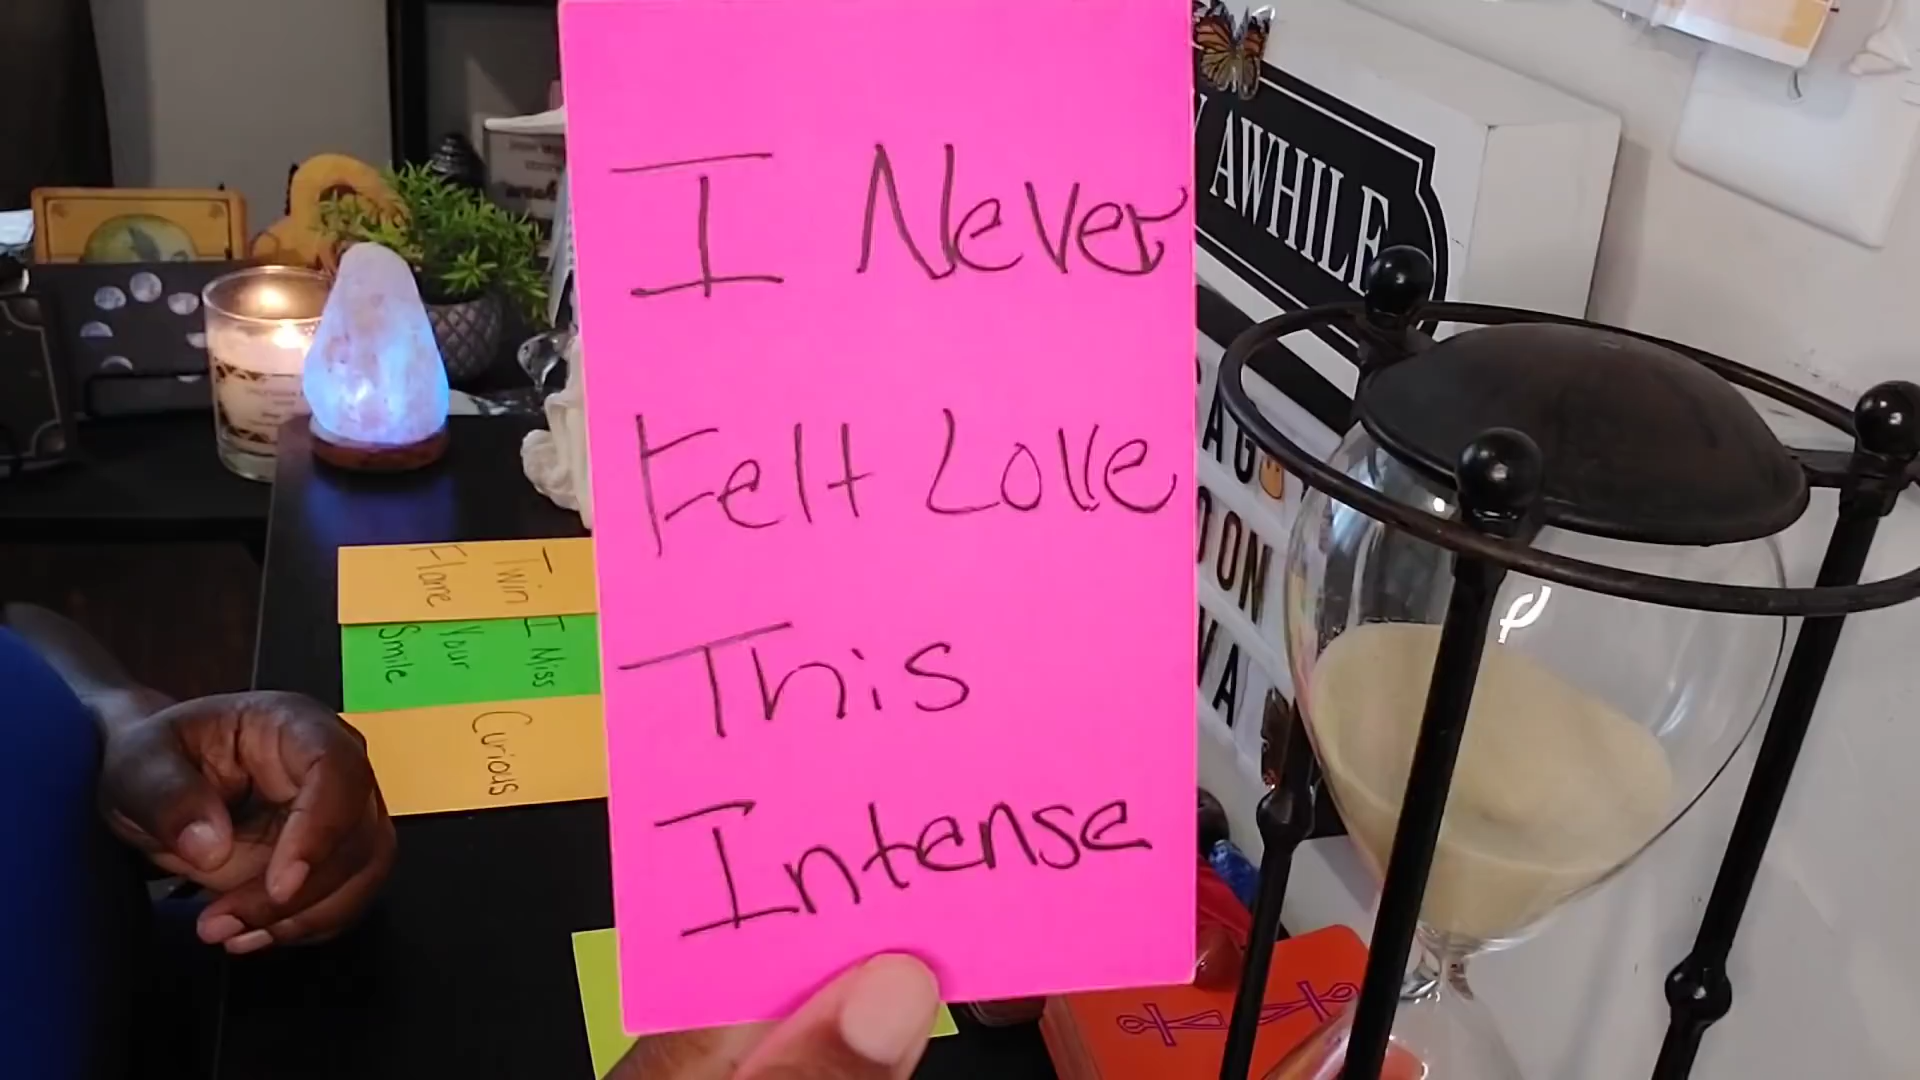 I Never
Felt Love
This
Intense
Twin
Flame
I Miss
Your
Smile
Curious
AWHILE